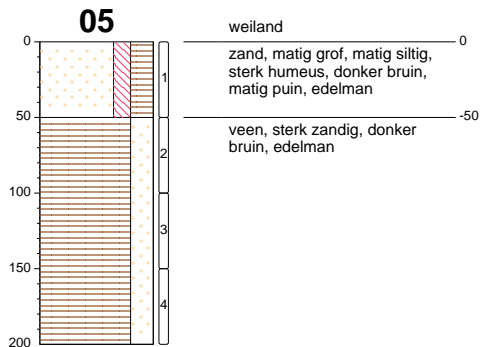 05
weiland
0
0
zand, matig grof, matig siltig,
sterk humeus, donker bruin,
matig puin, edelman
1
50
-50
veen, sterk zandig, donker
bruin, edelman
2
100
3
150
4
200